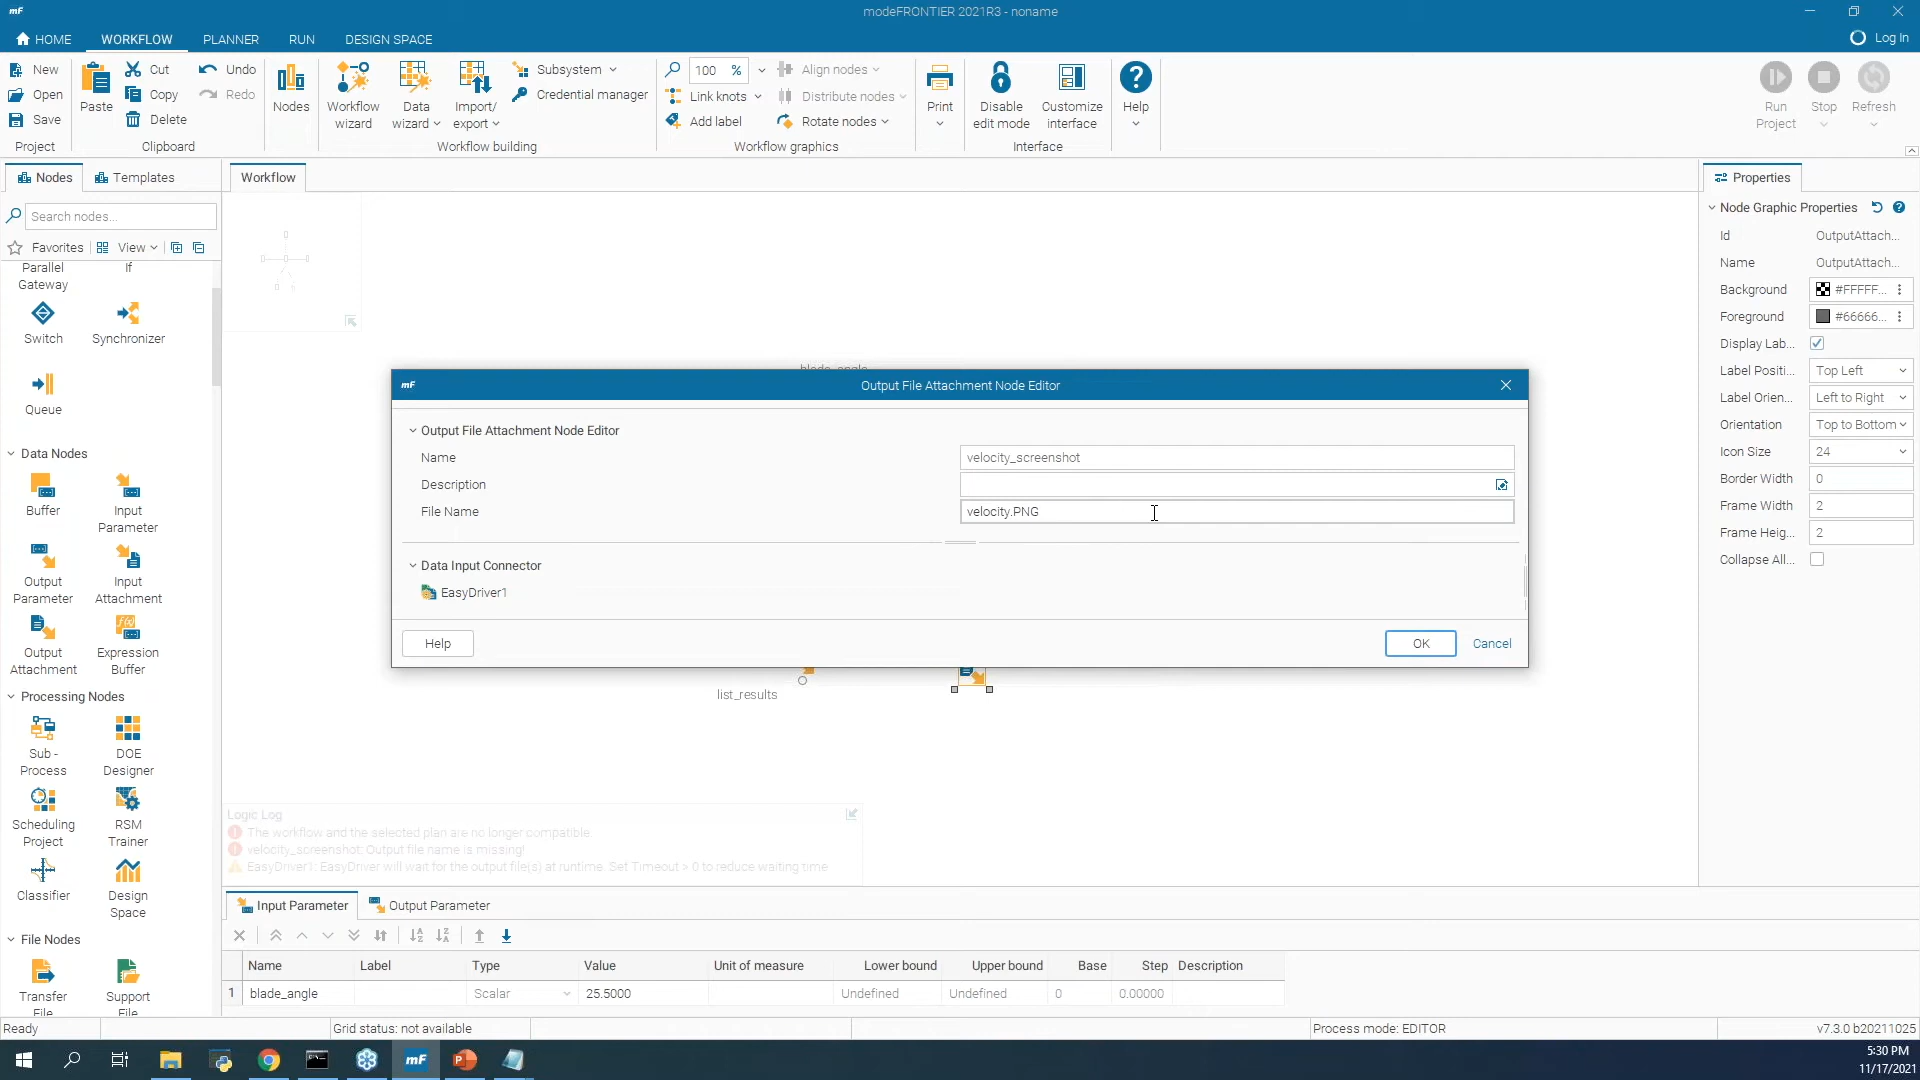 mF
modeFRONTIER 2021R3 - noname
HOME
WORKFLOW
PLANNER
RUN
DESIGN SPACE
Log In
New
Open
Save
Project
Paste
Cut
Copy
Delete
Undo
Redo
Clipboard
Nodes
Workflow
wizard
Data
wizard
Import/
export
Subsystem
Credential manager
Workflow building
100 %
Link knots
Add label
Align nodes
Distribute nodes
Rotate nodes
Workflow graphics
Print
Disable
edit mode
Customize
interface
Interface
Help
Run
Project
Stop
Refresh
Nodes
Templates
Workflow
Properties
Search nodes...
Favorites
View
Parallel
Gateway
If
Switch
Synchronizer
Queue
Data Nodes
Buffer
Input
Parameter
Output
Parameter
Input
Attachment
Output
Attachment
Expression
Buffer
Processing Nodes
Sub -
Process
DOE
Designer
Scheduling
Project
RSM
Trainer
Classifier
Design
Space
File Nodes
Transfer
File
Support
File
blade_angle
mF
Output File Attachment Node Editor
Output File Attachment Node Editor
Name
velocity_screenshot
Description
File Name
velocity.PNG
Data Input Connector
EasyDriver1
Help
OK
Cancel
list_results
Logic Log
The workflow and the selected plan are no longer compatible.
velocity_screenshot: Output file name is missing!
EasyDriver1: EasyDriver will wait for the output file(s) at runtime. Set Timeout > 0 to reduce waiting time
Node Graphic Properties
Id
OutputAttach...
Name
OutputAttach...
Background
#FFFFF...
Foreground
#66666...
Display Lab...
Label Positi...
Top Left
Label Orien...
Left to Right
Orientation
Top to Bottom
Icon Size
24
Border Width
0
Frame Width
2
Frame Heig...
2
Collapse All...
Input Parameter
Output Parameter
Name
Label
Type
Value
Unit of measure
Lower bound
Upper bound
Base
Step
Description
1
blade_angle
Scalar
25.5000
Undefined
Undefined
0
0.00000
Ready
Grid status: not available
Process mode: EDITOR
v7.3.0 b20211025
mF
5:30 PM
11/17/2021